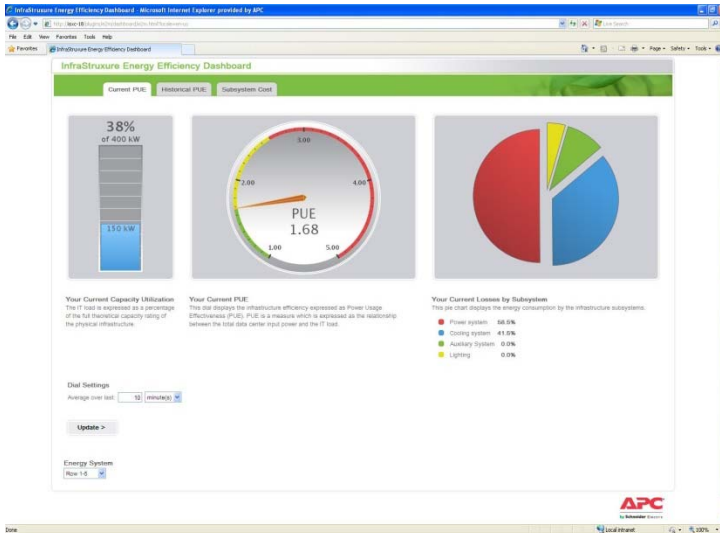 InfraStruxure Energy Efficiency Dashboard - Microsoft Internet Explorer provided by APC
Live Search
File Edit View Favorites Tools Help
Favorites InfraStruxure Energy Efficiency Dashboard
Page Safety Tools
InfraStruxure Energy Efficiency Dashboard
Current PUE Historical PUE Subsystem Cost
38%
of 400 kW
150 kW
3.00
2.00 4.00
PUE
1.68
1.00 5.00
Your Current Capacity Utilization
The IT load is expressed as a percentage
of the full theoretical capacity rating of
the physical infrastructure.
Your Current PUE
This dial displays the infrastructure efficiency expressed as Power Usage
Effectiveness (PUE). PUE is a measure which is expressed as the relationship
between the total data center input power and the IT load.
Your Current Losses by Subsystem
This pie chart displays the energy consumption by the infrastructure subsystems.
Power system 58.5%
Cooling system 41.5%
Auxiliary System 0.0%
Lighting 0.0%
Dial Settings
Average over last: 10 minute(s)
Update >
Energy System
Row 1-5
APC
by Schneider Electric
Done Local intranet 100%